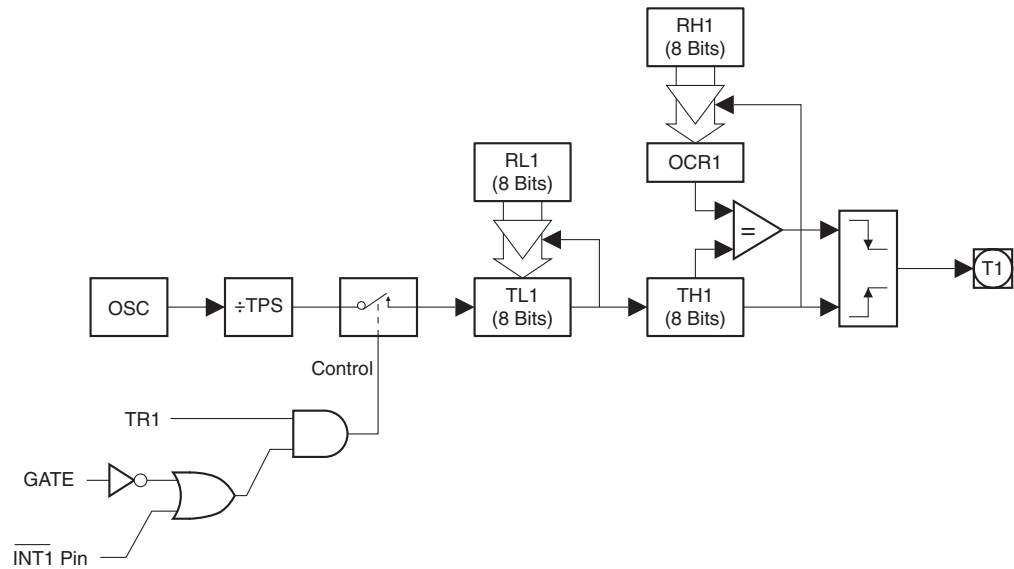 RH1
(8 Bits)
RL1
(8 Bits)
OCR1
=
T1
OSC
÷TPS
TL1
(8 Bits)
TH1
(8 Bits)
Control
TR1
GATE
INT1 Pin